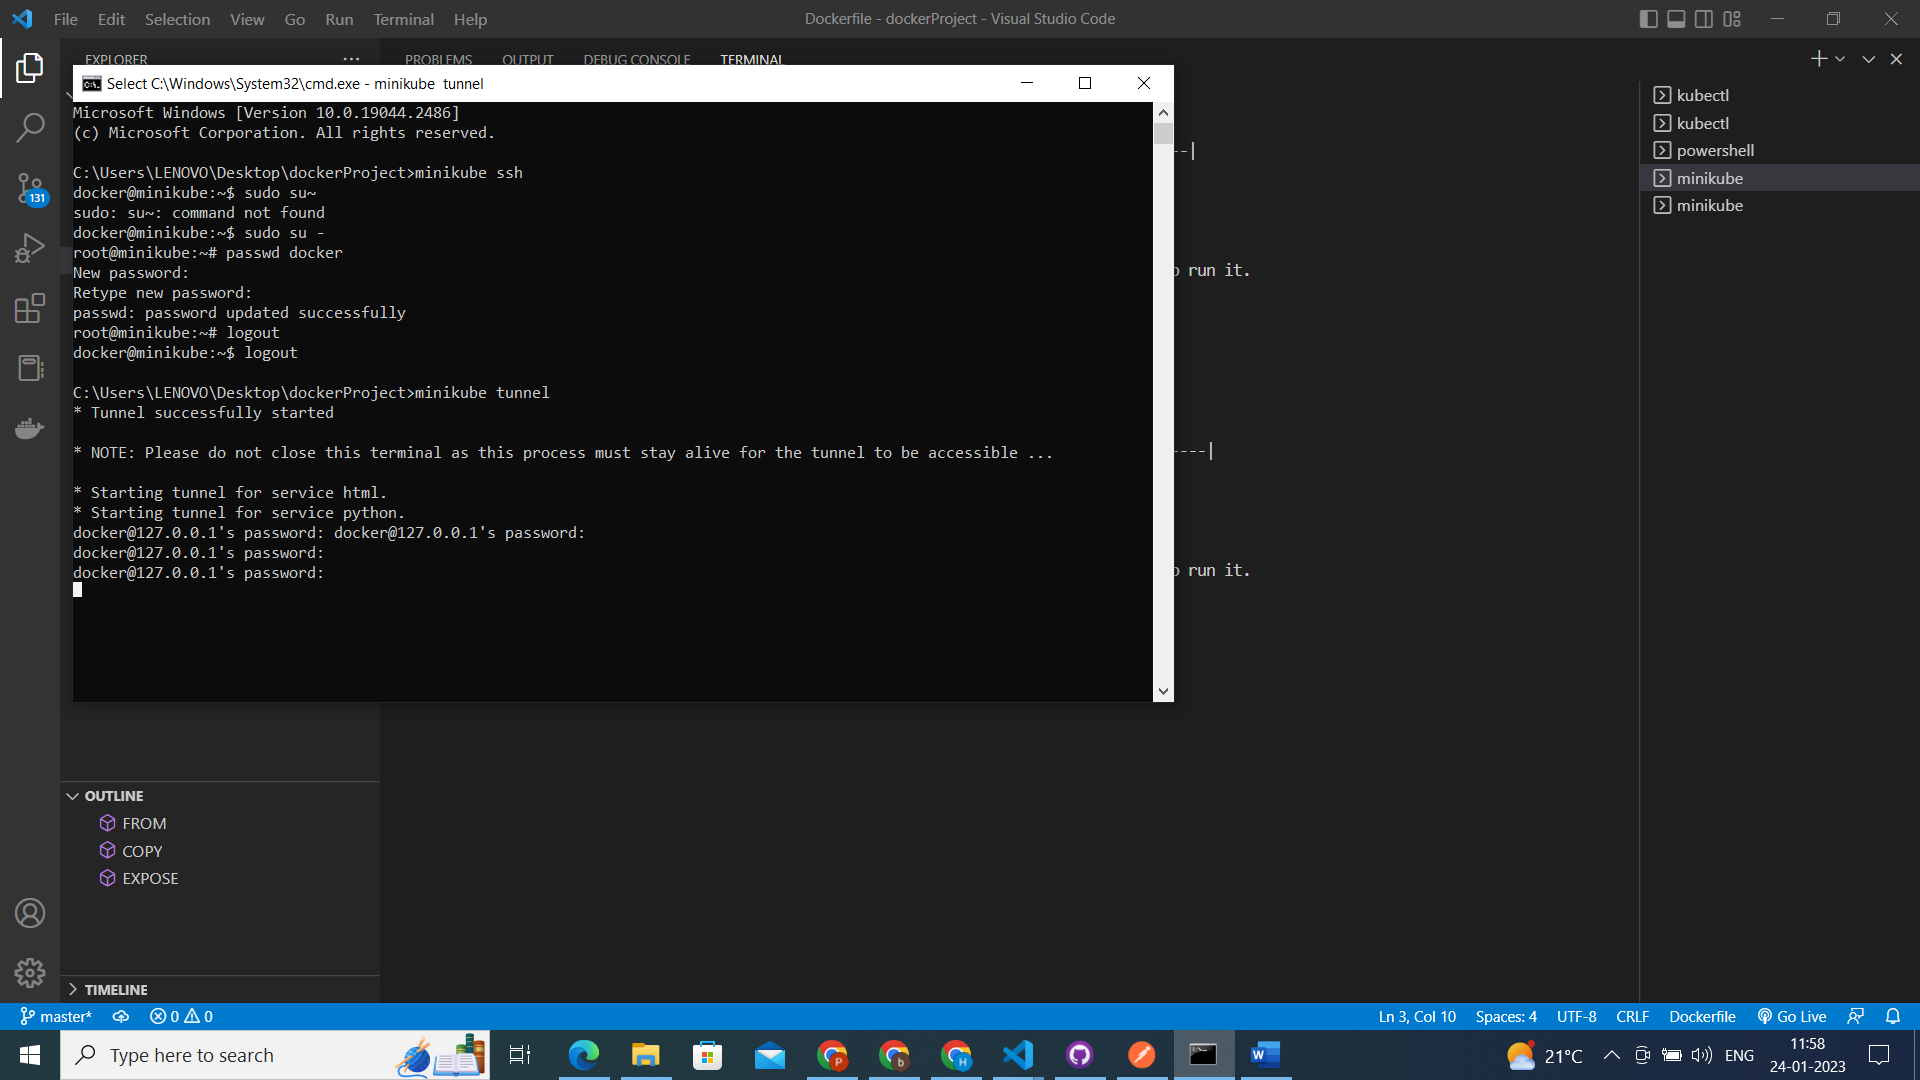 File Edit Selection View Go Run Terminal Help
Dockerfile - dockerProject - Visual Studio Code
EXPLORER
PROBLEMS OUTPUT DEBUG CONSOLE TERMINAL
Select C:\Windows\System32\cmd.exe - minikube  tunnel
Microsoft Windows [Version 10.0.19044.2486]
(c) Microsoft Corporation. All rights reserved.
C:\Users\LENOVO\Desktop\dockerProject>minikube ssh
docker@minikube:~$ sudo su~
sudo: su~: command not found
docker@minikube:~$ sudo su -
root@minikube:~# passwd docker
New password:
Retype new password:
passwd: password updated successfully
root@minikube:~# logout
docker@minikube:~$ logout
C:\Users\LENOVO\Desktop\dockerProject>minikube tunnel
* Tunnel successfully started
* NOTE: Please do not close this terminal as this process must stay alive for the tunnel to be accessible ...
* Starting tunnel for service html.
* Starting tunnel for service python.
docker@127.0.0.1's password: docker@127.0.0.1's password:
docker@127.0.0.1's password:
docker@127.0.0.1's password:
--|
run it.
----|
run it.
kubectl
kubectl
powershell
minikube
minikube
131
OUTLINE
FROM
COPY
EXPOSE
TIMELINE
master* 0 0
Ln 3, Col 10 Spaces: 4 UTF-8 CRLF Dockerfile Go Live
Type here to search
21°C ENG
11:58
24-01-2023